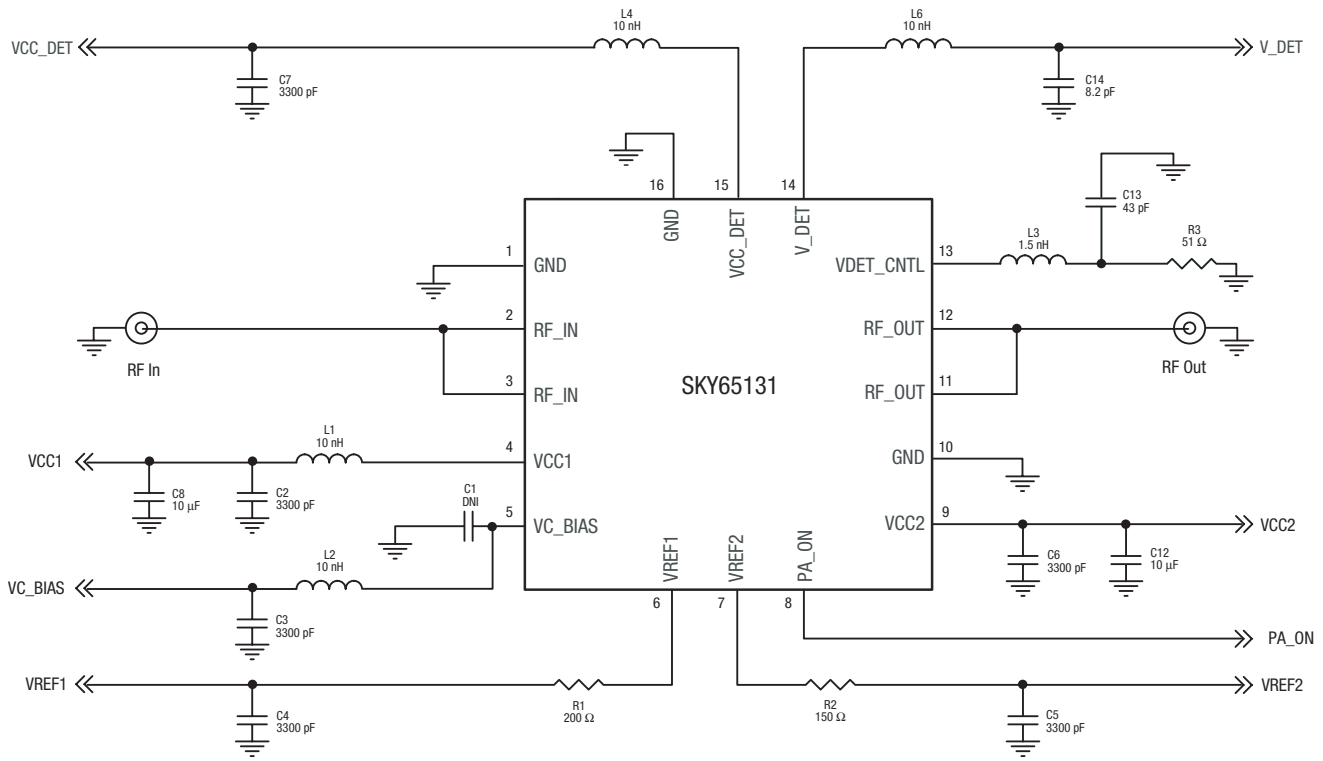 L4
10 nH
L6
10 nH
VCC_DET
V_DET
C7
3300 pF
C14
8.2 pF
16
15
14
GND
VCC_DET
V_DET
C13
43 pF
1
GND
VDET_CNTL
13
L3
1.5 nH
R3
51 Ω
2
RF_IN
RF_OUT
12
RF In
RF Out
3
RF_IN
SKY65131
RF_OUT
11
L1
10 nH
VCC1
4
VCC1
GND
10
C8
10 μF
C2
3300 pF
C1
DNI
5
VC_BIAS
VCC2
9
VCC2
VREF1
VREF2
PA_ON
C6
3300 pF
C12
10 μF
L2
10 nH
VC_BIAS
6
7
8
C3
3300 pF
PA_ON
VREF1
VREF2
R1
200 Ω
R2
150 Ω
C4
3300 pF
C5
3300 pF